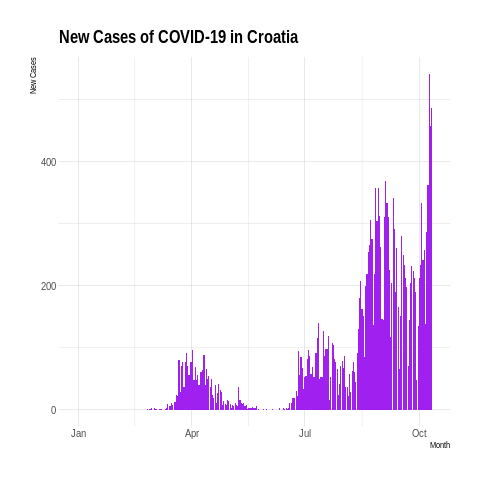 New Cases of COVID-19 in Croatia
New Cases
400
200
0
Jan Apr Jul Oct
Month